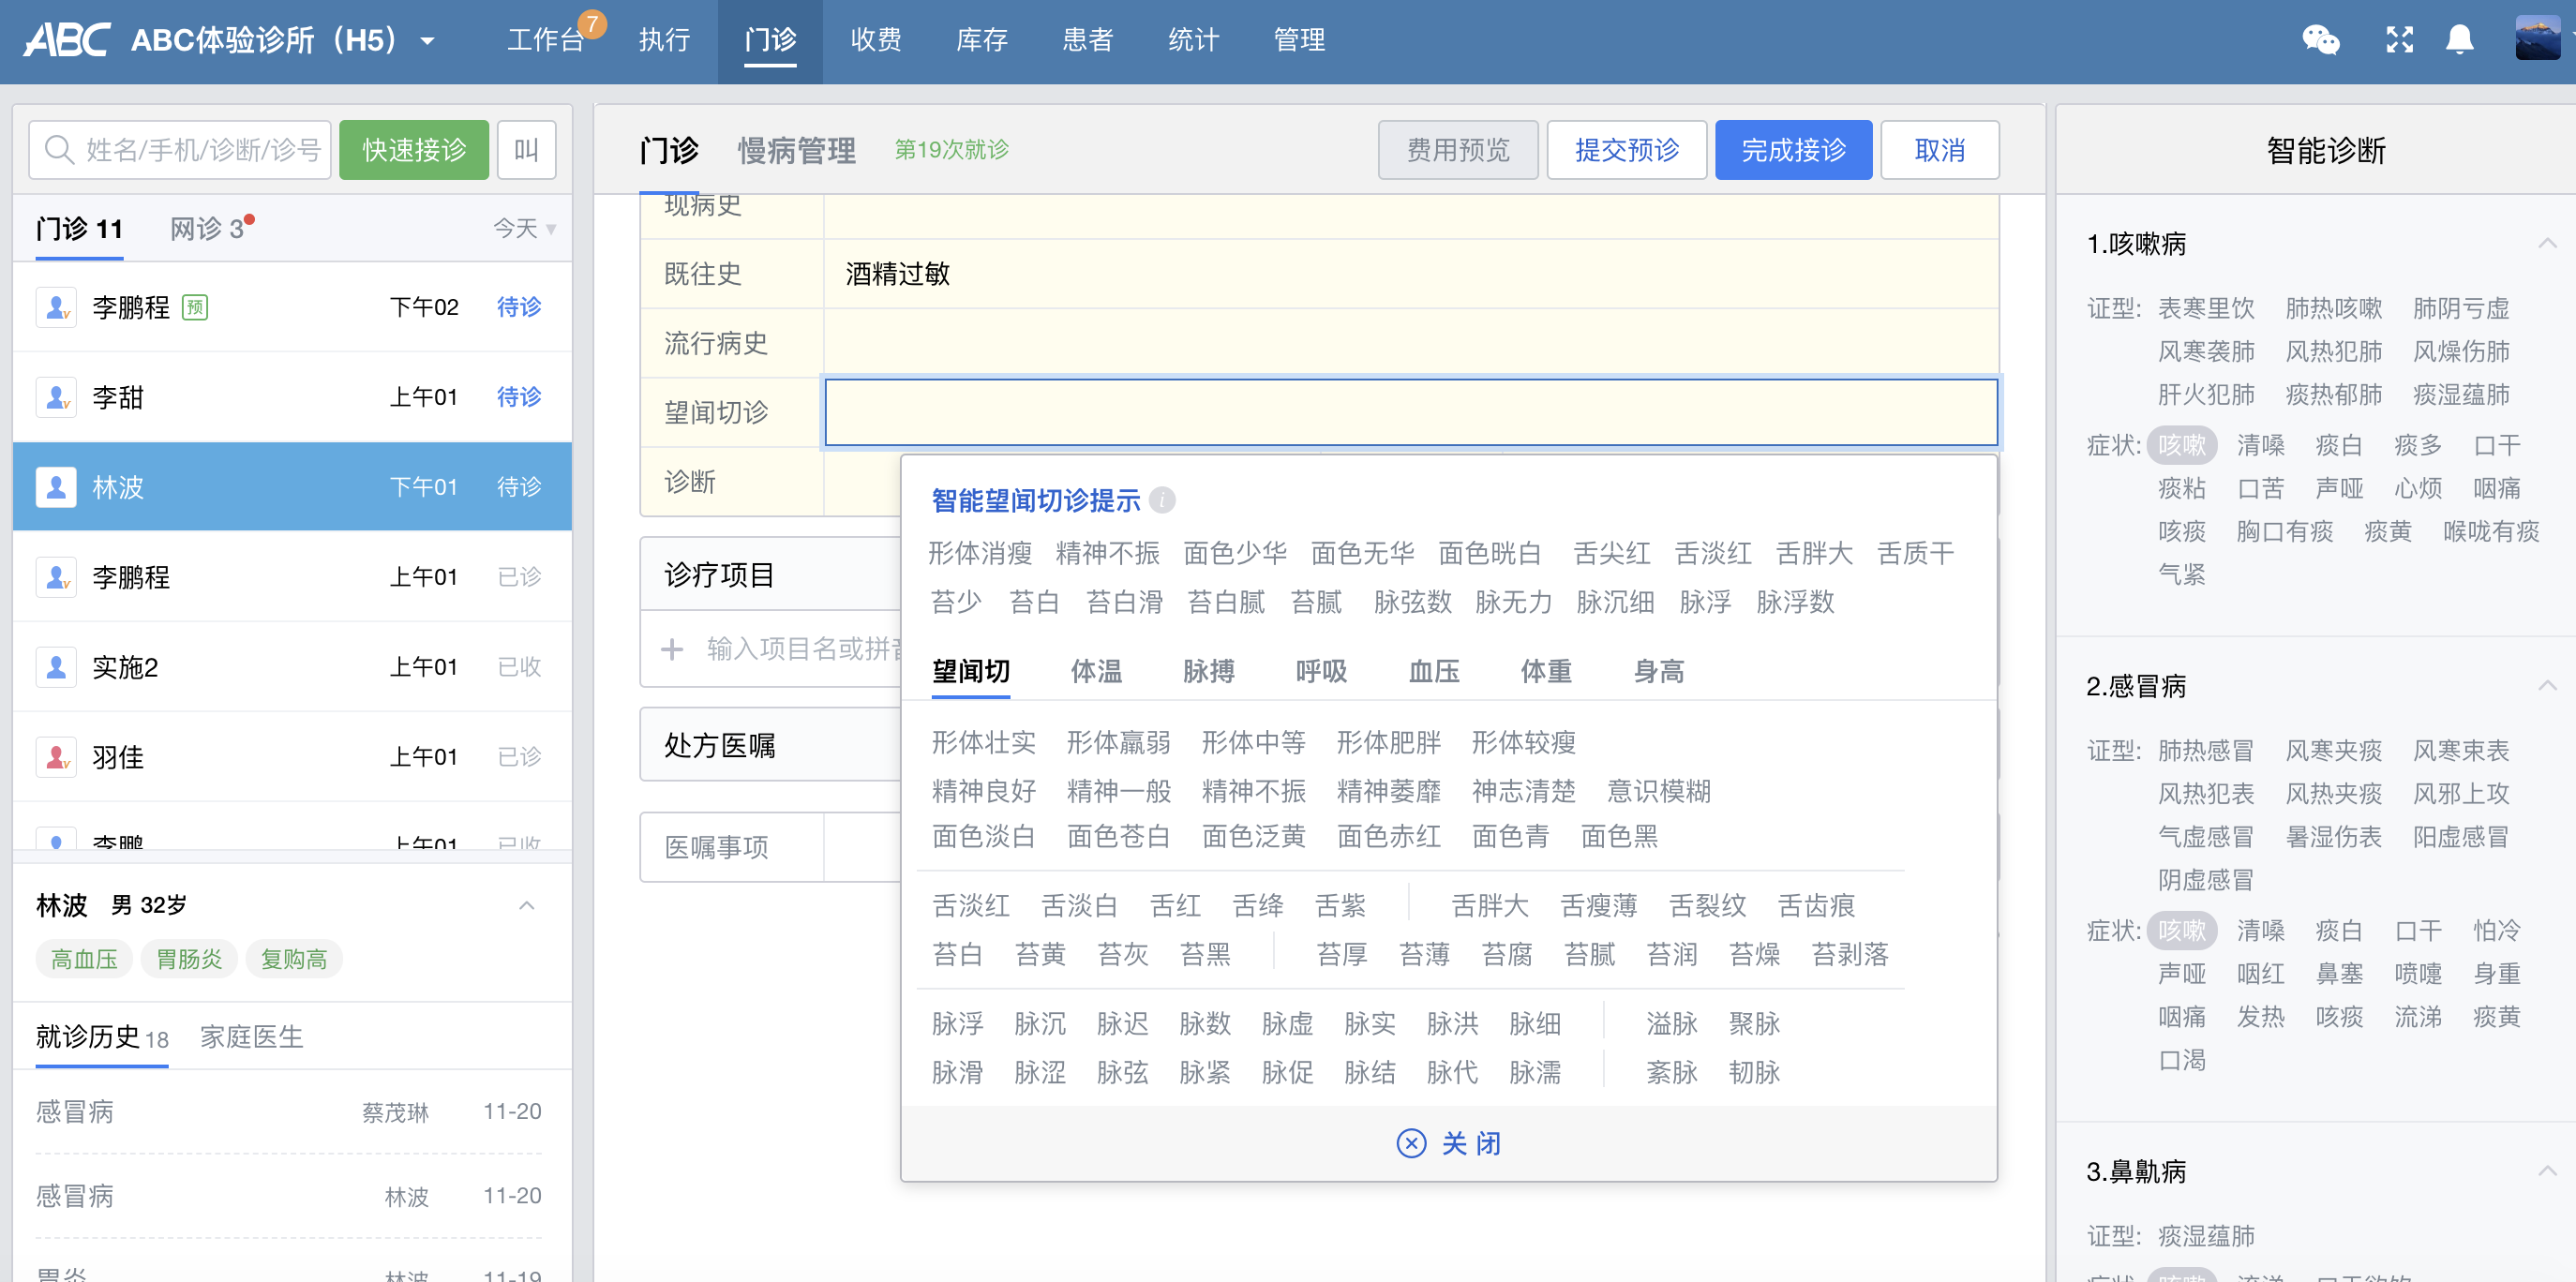 ABC ABC体验诊所（H5） 工作台 7 执行 门诊 收费 库存 患者 统计 管理
姓名/手机/诊断/诊号 快速接诊 叫
门诊 11 网诊 3 今天
李鹏程 预 下午02 待诊
李甜 上午01 待诊
林波 下午01 待诊
李鹏程 上午01 已诊
实施2 上午01 已收
羽佳 上午01 已诊
李鹏 上午01 已收
林波 男 32岁
高血压 胃肠炎 复购高
就诊历史 18 家庭医生
感冒病 蔡茂琳 11-20
感冒病 林波 11-20
胃炎 林波 11-19
门诊 慢病管理 第19次就诊 费用预览 提交预诊 完成接诊 取消
现病史
既往史 酒精过敏
流行病史
望闻切诊
诊断
诊疗项目
输入项目名或拼音
处方医嘱
医嘱事项
智能望闻切诊提示 i
形体消瘦 精神不振 面色少华 面色无华 面色晄白 舌尖红 舌淡红 舌胖大 舌质干
苔少 苔白 苔白滑 苔白腻 苔腻 脉弦数 脉无力 脉沉细 脉浮 脉浮数
望闻切 体温 脉搏 呼吸 血压 体重 身高
形体壮实 形体羸弱 形体中等 形体肥胖 形体较瘦
精神良好 精神一般 精神不振 精神萎靡 神志清楚 意识模糊
面色淡白 面色苍白 面色泛黄 面色赤红 面色青 面色黑
舌淡红 舌淡白 舌红 舌绛 舌紫 舌胖大 舌瘦薄 舌裂纹 舌齿痕
苔白 苔黄 苔灰 苔黑 苔厚 苔薄 苔腐 苔腻 苔润 苔燥 苔剥落
脉浮 脉沉 脉迟 脉数 脉虚 脉实 脉洪 脉细 溢脉 聚脉
脉滑 脉涩 脉弦 脉紧 脉促 脉结 脉代 脉濡 紊脉 韧脉
关 闭
智能诊断
1.咳嗽病
证型: 表寒里饮 肺热咳嗽 肺阴亏虚
风寒袭肺 风热犯肺 风燥伤肺
肝火犯肺 痰热郁肺 痰湿蕴肺
症状: 咳嗽 清嗓 痰白 痰多 口干
痰粘 口苦 声哑 心烦 咽痛
咳痰 胸口有痰 痰黄 喉咙有痰
气紧
2.感冒病
证型: 肺热感冒 风寒夹痰 风寒束表
风热犯表 风热夹痰 风邪上攻
气虚感冒 暑湿伤表 阳虚感冒
阴虚感冒
症状: 咳嗽 清嗓 痰白 口干 怕冷
声哑 咽红 鼻塞 喷嚏 身重
咽痛 发热 咳痰 流涕 痰黄
口渴
3.鼻鼽病
证型: 痰湿蕴肺
症状: 咳嗽 流涕